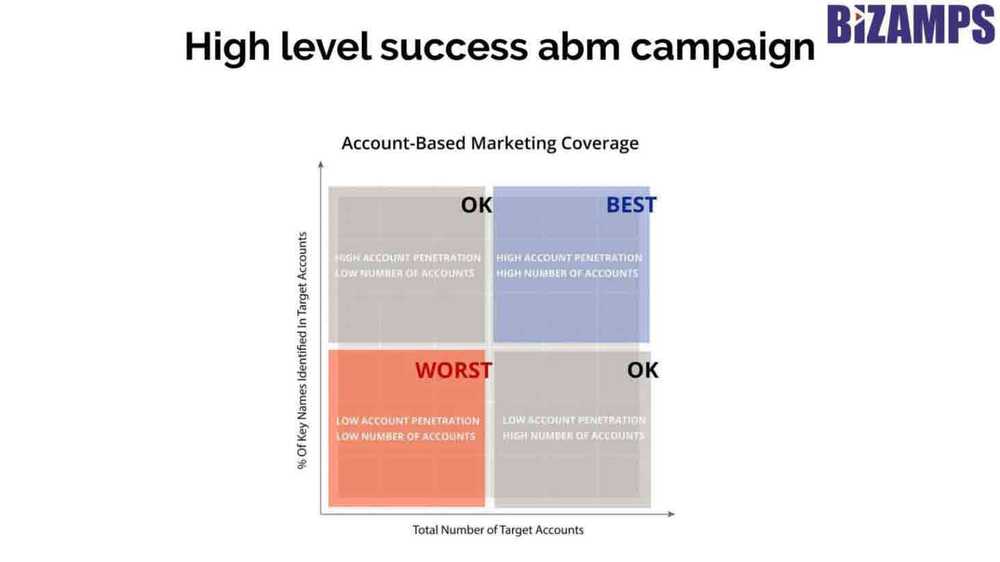 BiZAMPS
High level success abm campaign
Account-Based Marketing Coverage
% Of Key Names Identified In Target Accounts
OK
HIGH ACCOUNT PENETRATION
LOW NUMBER OF ACCOUNTS
BEST
HIGH ACCOUNT PENETRATION
HIGH NUMBER OF ACCOUNTS
WORST
LOW ACCOUNT PENETRATION
LOW NUMBER OF ACCOUNTS
OK
LOW ACCOUNT PENETRATION
HIGH NUMBER OF ACCOUNTS
Total Number of Target Accounts